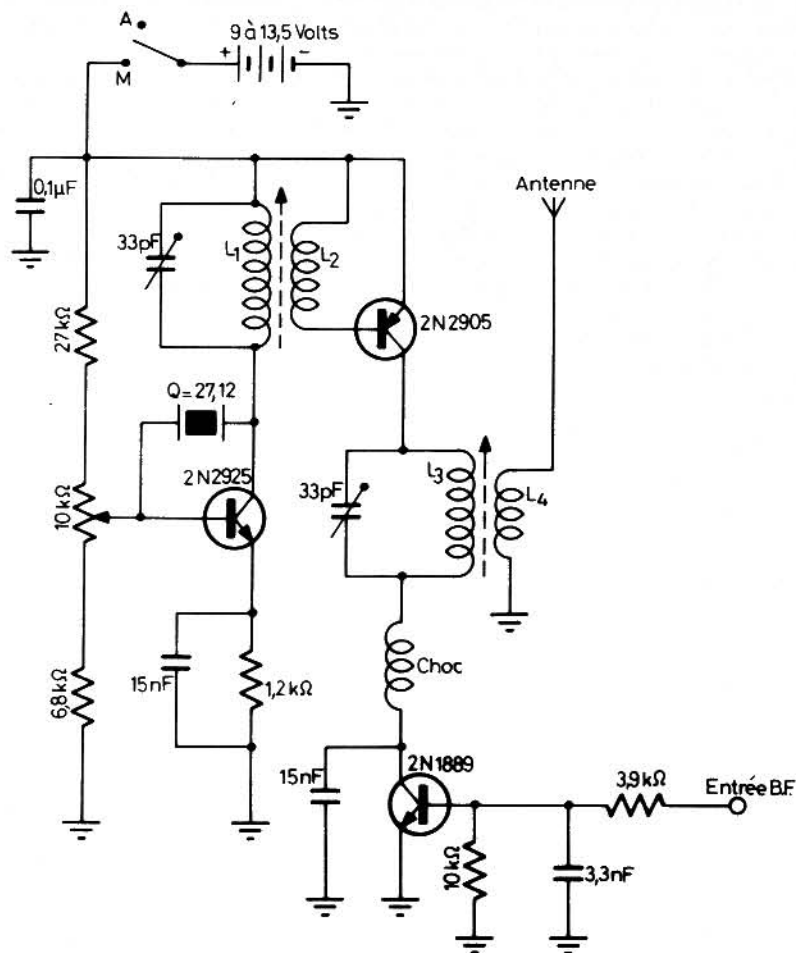 A
9 à 13,5 Volts
+ -
M
0,1µF
33pF
L1
L2
Antenne
2N2905
27kΩ
Q=27,12
2N2925
10kΩ
33pF
L3
L4
15nF
1,2kΩ
6,8kΩ
Choc
15nF
2N1889
3,9kΩ
Entrée B.F.
10kΩ
3,3nF